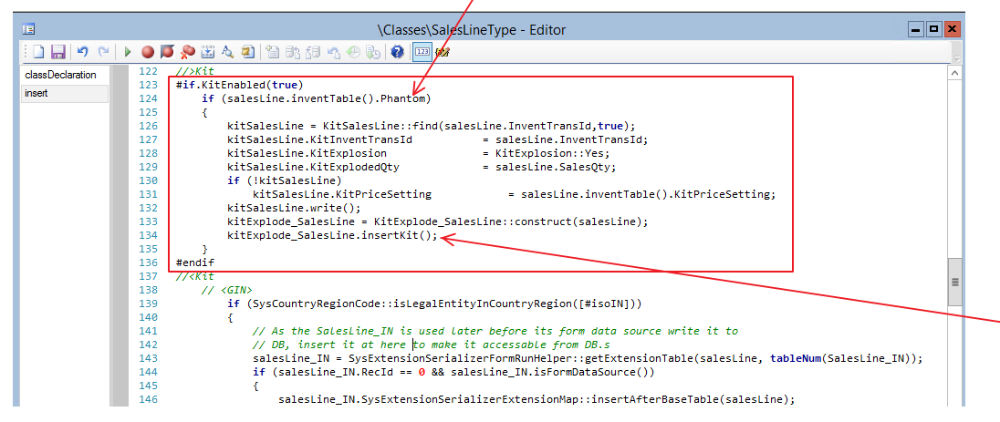 \Classes\SalesLineType - Editor
classDeclaration
insert
122 //>Kit
123 #if.KitEnabled(true)
124 if (salesLine.inventTable().Phantom)
125 {
126 kitSalesLine = KitSalesLine::find(salesLine.InventTransId,true);
127 kitSalesLine.KitInventTransId = salesLine.InventTransId;
128 kitSalesLine.KitExplosion = KitExplosion::Yes;
129 kitSalesLine.KitExplodedQty = salesLine.SalesQty;
130 if (!kitSalesLine)
131 kitSalesLine.KitPriceSetting = salesLine.inventTable().KitPriceSetting;
132 kitSalesLine.write();
133 kitExplode_SalesLine = KitExplode_SalesLine::construct(salesLine);
134 kitExplode_SalesLine.insertKit();
135 }
136 #endif
137 //<Kit
138 // <GIN>
139 if (SysCountryRegionCode::isLegalEntityInCountryRegion([#isoIN]))
140 {
141 // As the SalesLine_IN is used later before its form data source write it to
142 // DB, insert it at here to make it accessable from DB.s
143 salesLine_IN = SysExtensionSerializerFormRunHelper::getExtensionTable(salesLine, tableNum(SalesLine_IN));
144 if (salesLine_IN.RecId == 0 && salesLine_IN.isFormDataSource())
145 {
146 salesLine_IN.SysExtensionSerializerExtensionMap::insertAfterBaseTable(salesLine);